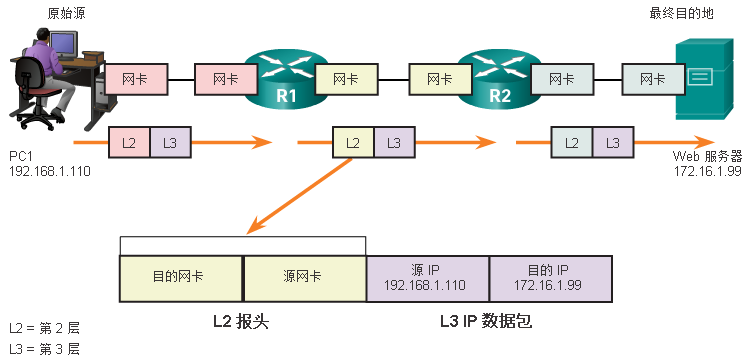 原始源
最终目的地
网卡
网卡
R1
网卡
网卡
R2
网卡
网卡
PC1
192.168.1.110
L2
L3
L2
L3
L2
L3
Web 服务器
172.16.1.99
目的网卡
源网卡
源 IP
192.168.1.110
目的 IP
172.16.1.99
L2 报头
L3 IP 数据包
L2 = 第 2 层
L3 = 第 3 层